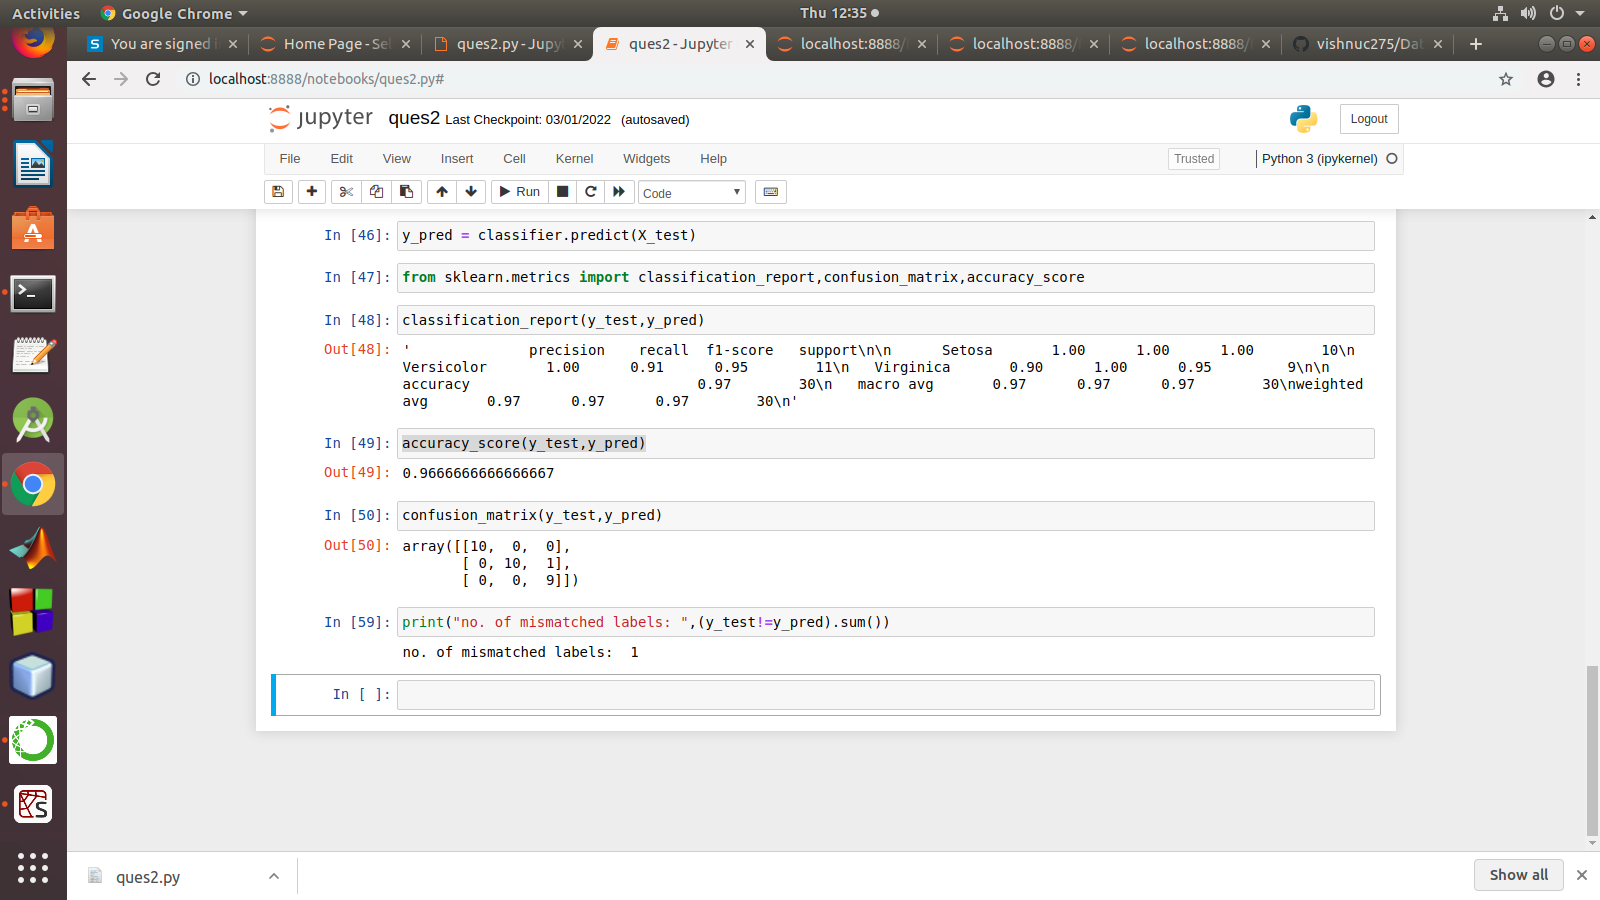 Activities Google Chrome Thu 12:35
You are signed i Home Page - Sel ques2.py - Jupyt ques2 - Jupyter localhost:8888/ localhost:8888/ localhost:8888/ vishnuc275/Dat
localhost:8888/notebooks/ques2.py#
jupyter ques2 Last Checkpoint: 03/01/2022 (autosaved) Logout
File Edit View Insert Cell Kernel Widgets Help Trusted Python 3 (ipykernel)
Run Code
In [46]: y_pred = classifier.predict(X_test)
In [47]: from sklearn.metrics import classification_report,confusion_matrix,accuracy_score
In [48]: classification_report(y_test,y_pred)
Out[48]: ' precision recall f1-score support\n\n Setosa 1.00 1.00 1.00 10\n
Versicolor 1.00 0.91 0.95 11\n Virginica 0.90 1.00 0.95 9\n\n
accuracy 0.97 30\n macro avg 0.97 0.97 0.97 30\nweighted
avg 0.97 0.97 0.97 30\n'
In [49]: accuracy_score(y_test,y_pred)
Out[49]: 0.9666666666666667
In [50]: confusion_matrix(y_test,y_pred)
Out[50]: array([[10, 0, 0],
[ 0, 10, 1],
[ 0, 0, 9]])
In [59]: print("no. of mismatched labels: ",(y_test!=y_pred).sum())
no. of mismatched labels: 1
In [ ]:
ques2.py Show all